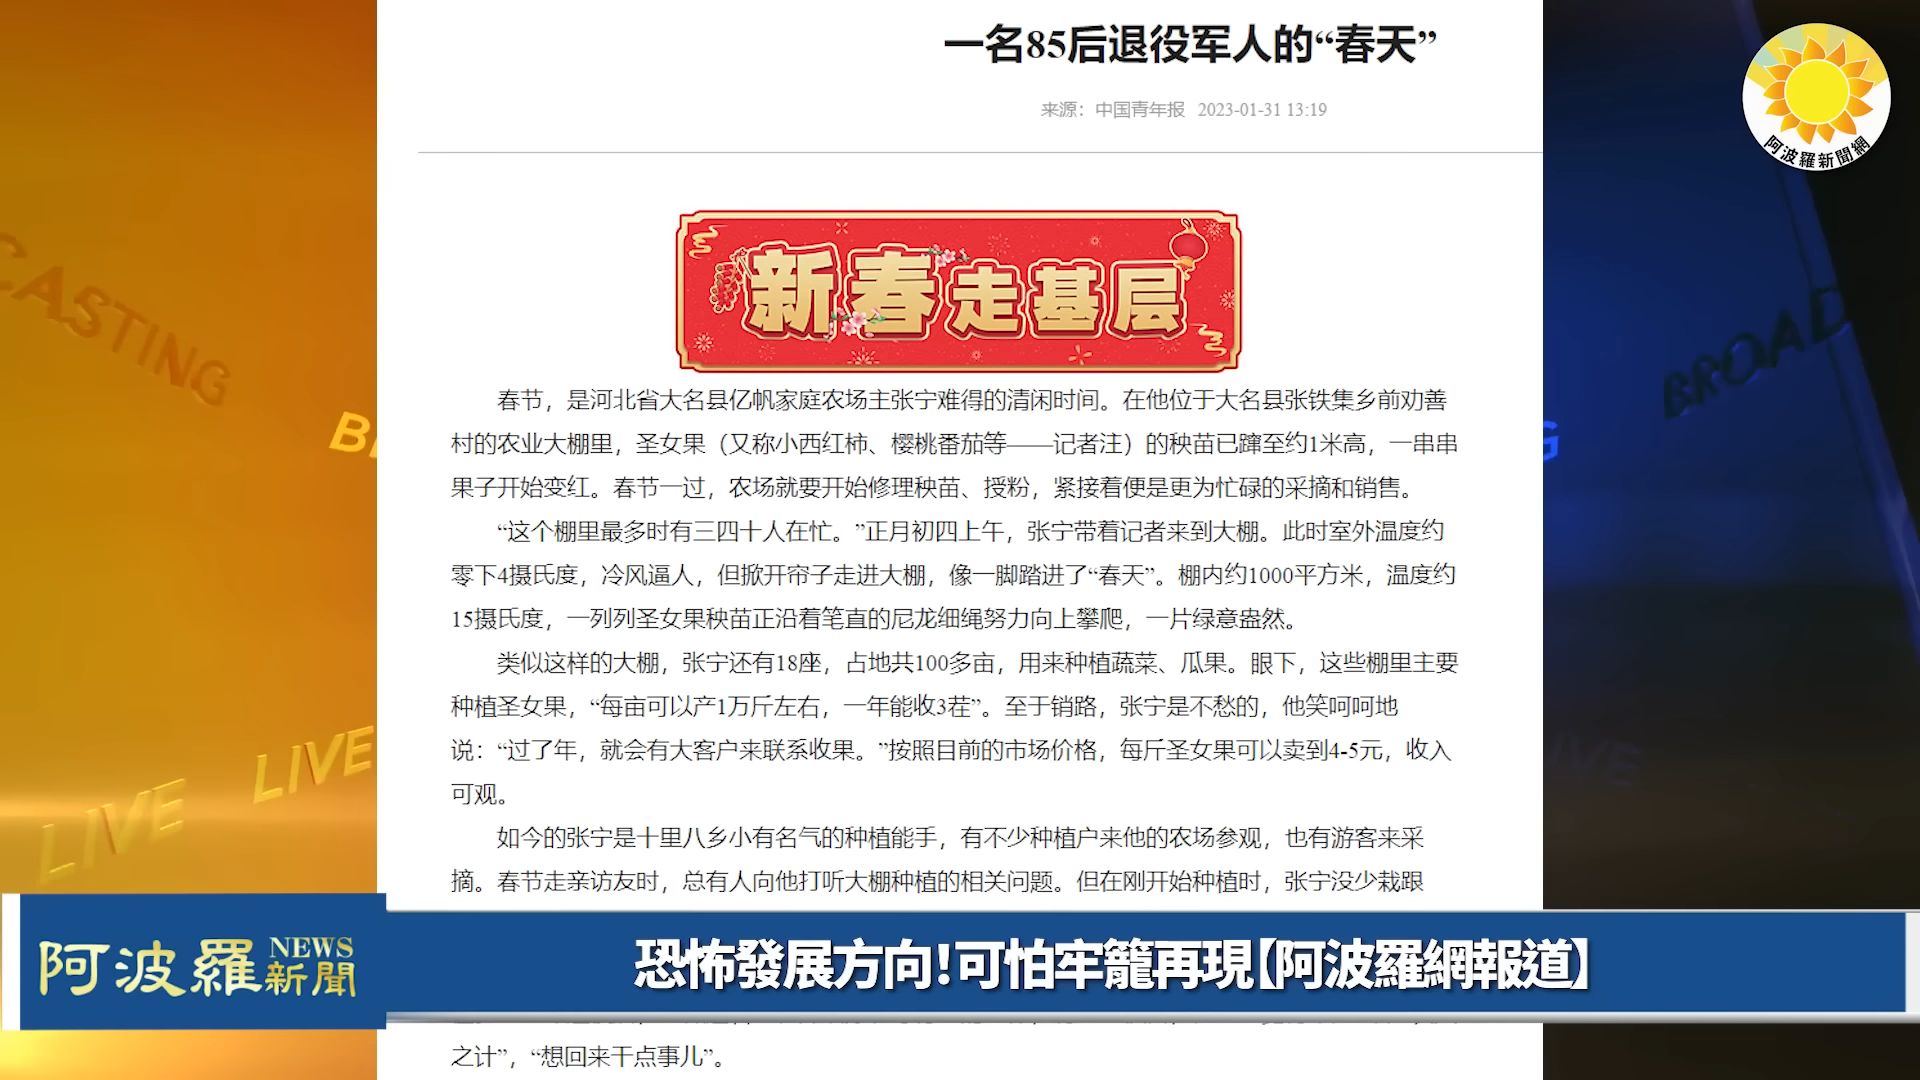 一名85后退役军人的“春天”
来源：中国青年报 2023-01-31 13:19
阿波羅新聞網
新春走基层
CASTING
BROAD
春节，是河北省大名县亿帆家庭农场主张宁难得的清闲时间。在他位于大名县张铁集乡前劝善
村的农业大棚里，圣女果（又称小西红柿、樱桃番茄等——记者注）的秧苗已蹿至约1米高，一串串
果子开始变红。春节一过，农场就要开始修理秧苗、授粉，紧接着便是更为忙碌的采摘和销售。
“这个棚里最多时有三四十人在忙。”正月初四上午，张宁带着记者来到大棚。此时室外温度约
零下4摄氏度，冷风逼人，但掀开帘子走进大棚，像一脚踏进了“春天”。棚内约1000平方米，温度约
15摄氏度，一列列圣女果秧苗正沿着笔直的尼龙细绳努力向上攀爬，一片绿意盎然。
类似这样的大棚，张宁还有18座，占地共100多亩，用来种植蔬菜、瓜果。眼下，这些棚里主要
种植圣女果，“每亩可以产1万斤左右，一年能收3茬”。至于销路，张宁是不愁的，他笑呵呵地
说：“过了年，就会有大客户来联系收果。”按照目前的市场价格，每斤圣女果可以卖到4-5元，收入
可观。
如今的张宁是十里八乡小有名气的种植能手，有不少种植户来他的农场参观，也有游客来采
摘。春节走亲访友时，总有人向他打听大棚种植的相关问题。但在刚开始种植时，张宁没少栽跟
LIVE
LIVE
阿波羅 NEWS 新聞
恐怖發展方向！可怕牢籠再現【阿波羅網報道】
之计”，“想回来干点事儿”。